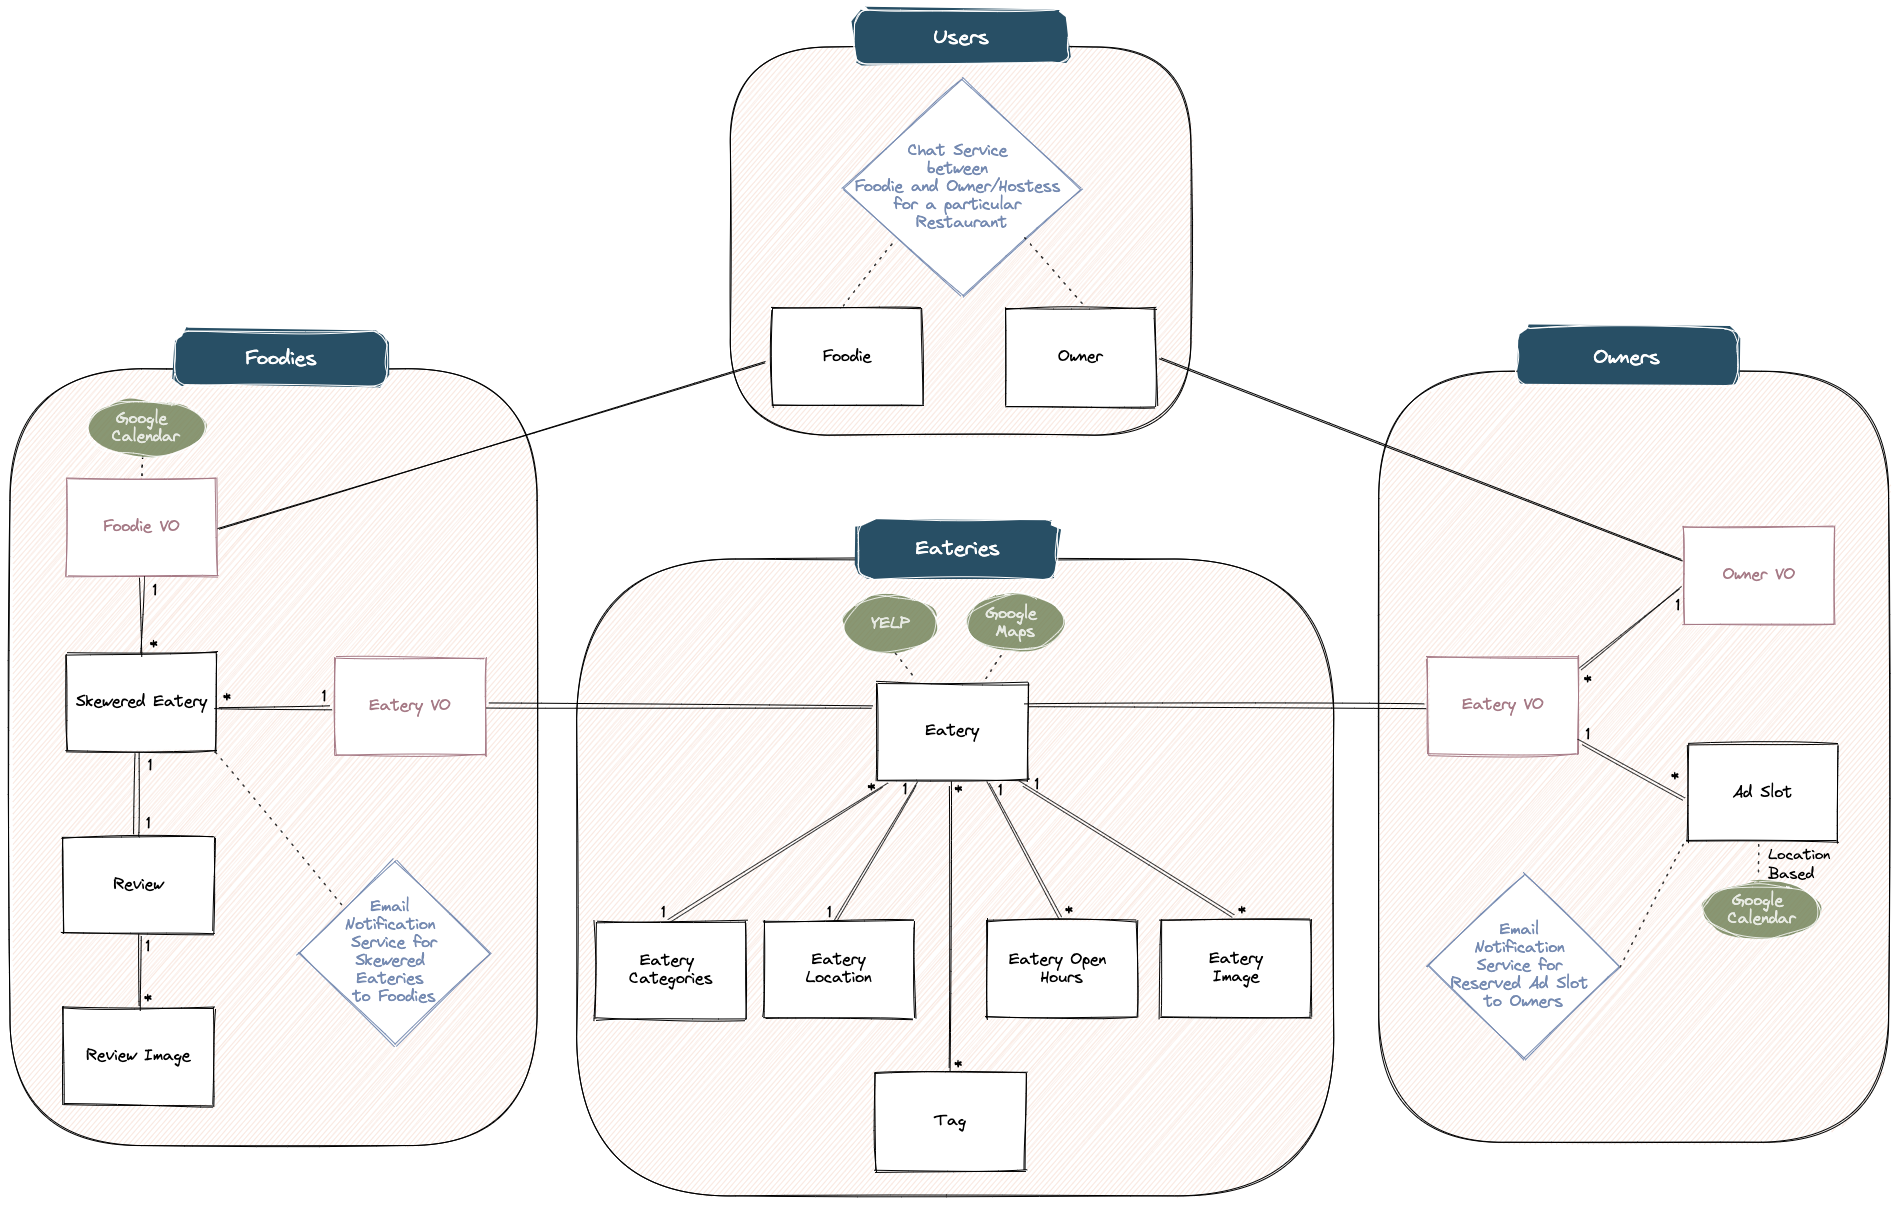 Users
Chat Service
between
Foodie and Owner/Hostess
for a particular
Restaurant
Foodie
Owner
Foodies
Google
Calendar
Foodie VO
1
*
Skewered Eatery
*
1
Eatery VO
1
1
Review
1
*
Review Image
Email
Notification
Service for
Skewered
Eateries
to Foodies
Eateries
YELP
Google
Maps
Eatery
*
1
*
1
1
1
1
*
*
Eatery
Categories
Eatery
Location
Eatery Open
Hours
Eatery
Image
*
Tag
Owners
Owner VO
1
*
Eatery VO
1
*
Ad Slot
Location
Based
Google
Calendar
Email
Notification
Service for
Reserved Ad Slot
to Owners